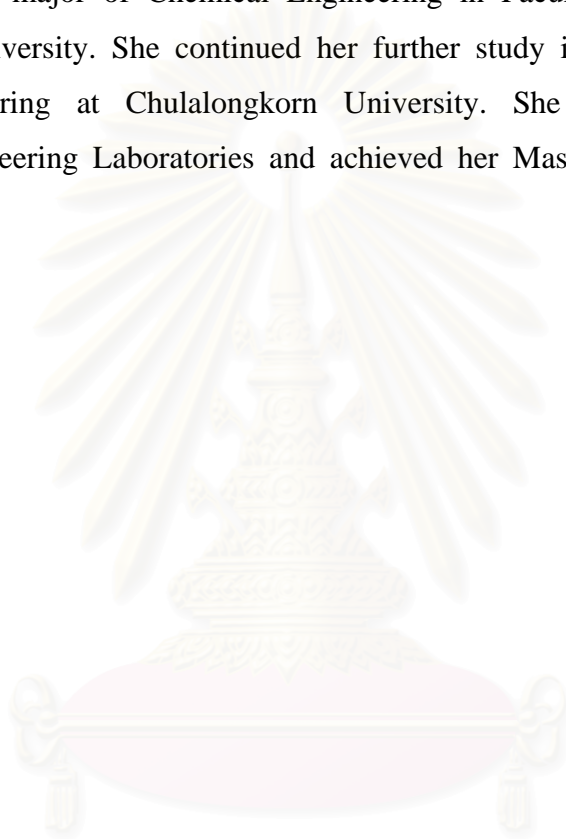 major of Chemical Engineering in
versity. She continued her further study
ring at Chulalongkorn University. She
eering Laboratories and achieved her Mas